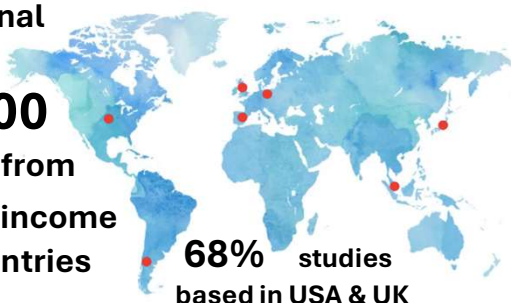 nal
00
from
income
ntries
68% studies
based in USA & UK